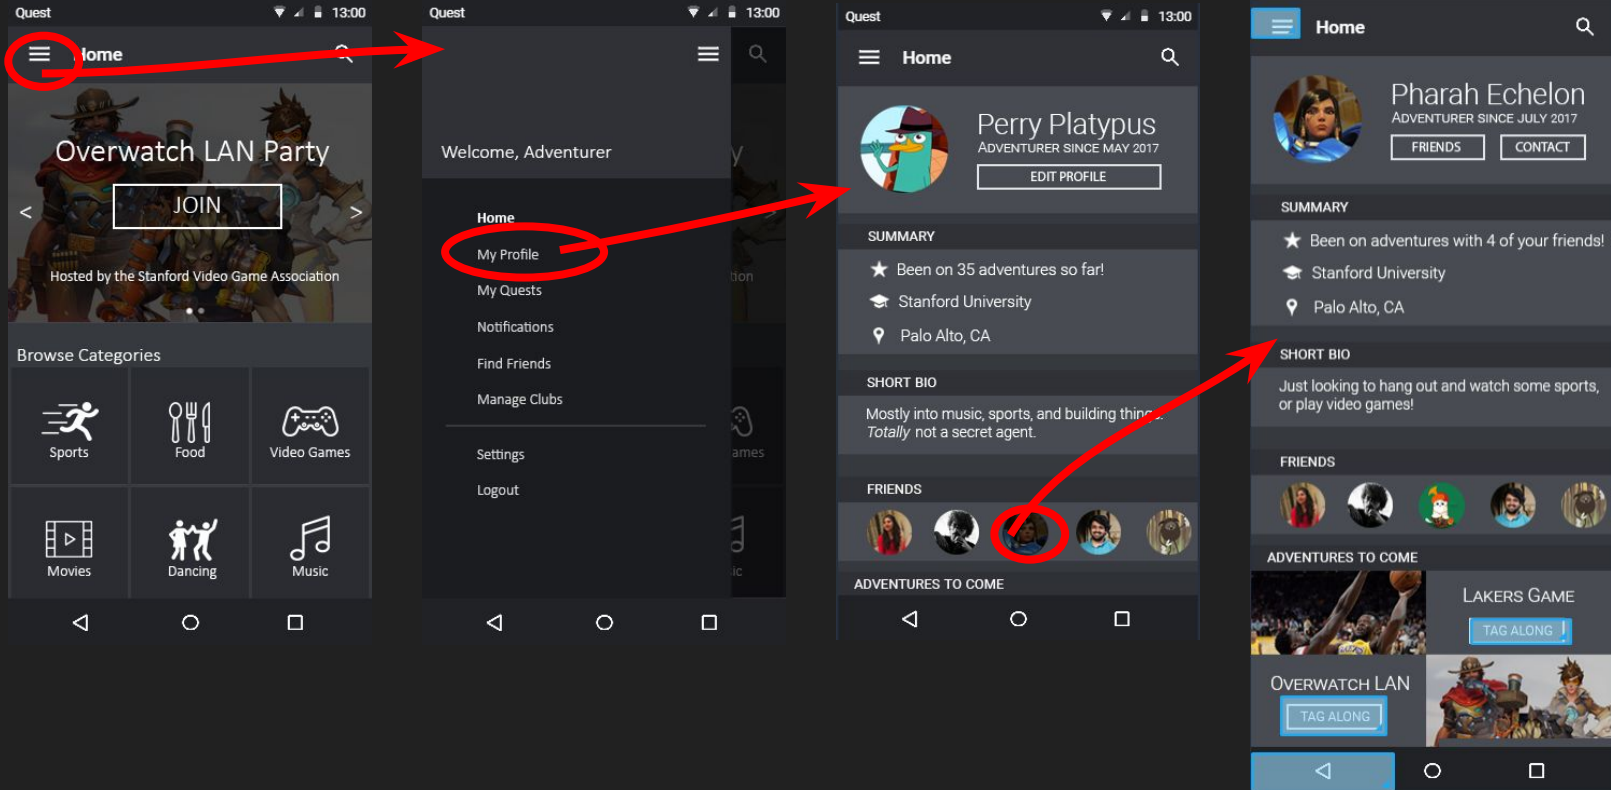 Quest
13:00
Home
Overwatch LAN Party
JOIN
<
>
Hosted by the Stanford Video Game Association
Browse Categories
Sports
Food
Video Games
Movies
Dancing
Music
Quest
13:00
Welcome, Adventurer
Home
My Profile
My Quests
Notifications
Find Friends
Manage Clubs
Settings
Logout
y
tion
ames
ic
Quest
13:00
Home
Perry Platypus
ADVENTURER SINCE MAY 2017
EDIT PROFILE
SUMMARY
Been on 35 adventures so far!
Stanford University
Palo Alto, CA
SHORT BIO
Mostly into music, sports, and building things.
Totally not a secret agent.
FRIENDS
ADVENTURES TO COME
Home
Pharah Echelon
ADVENTURER SINCE JULY 2017
FRIENDS
CONTACT
SUMMARY
Been on adventures with 4 of your friends!
Stanford University
Palo Alto, CA
SHORT BIO
Just looking to hang out and watch some sports,
or play video games!
FRIENDS
ADVENTURES TO COME
LAKERS GAME
TAG ALONG
OVERWATCH LAN
TAG ALONG